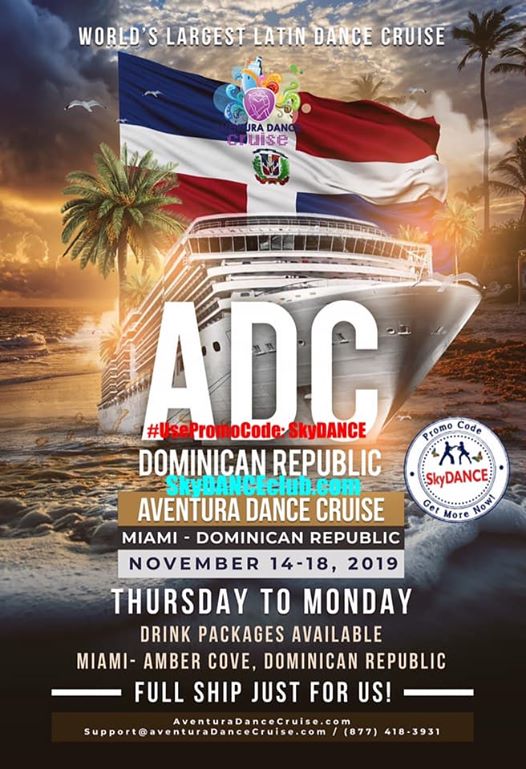 WORLD'S LARGEST LATIN DANCE CRUISE
AVENTURA DANCE
cruise
ADC
#UsePromoCode: SkyDANCE
DOMINICAN REPUBLIC
SkyDANCEclub.com
AVENTURA DANCE CRUISE
MIAMI - DOMINICAN REPUBLIC
NOVEMBER 14-18, 2019
Promo Code
SkyDANCE
Get More Now!
THURSDAY TO MONDAY
DRINK PACKAGES AVAILABLE
MIAMI- AMBER COVE, DOMINICAN REPUBLIC
FULL SHIP JUST FOR US!
AventuraDanceCruise.com
Support@aventuraDanceCruise.com / (877) 418-3931